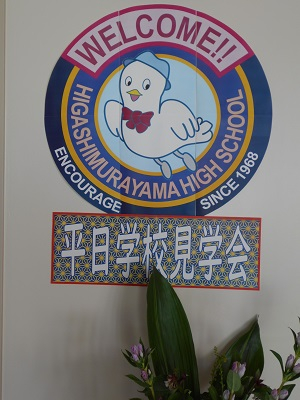 WELCOME!!
HIGASHIMURAYAMA HIGH SCHOOL
ENCOURAGE
SINCE 1968
平日学校見学会